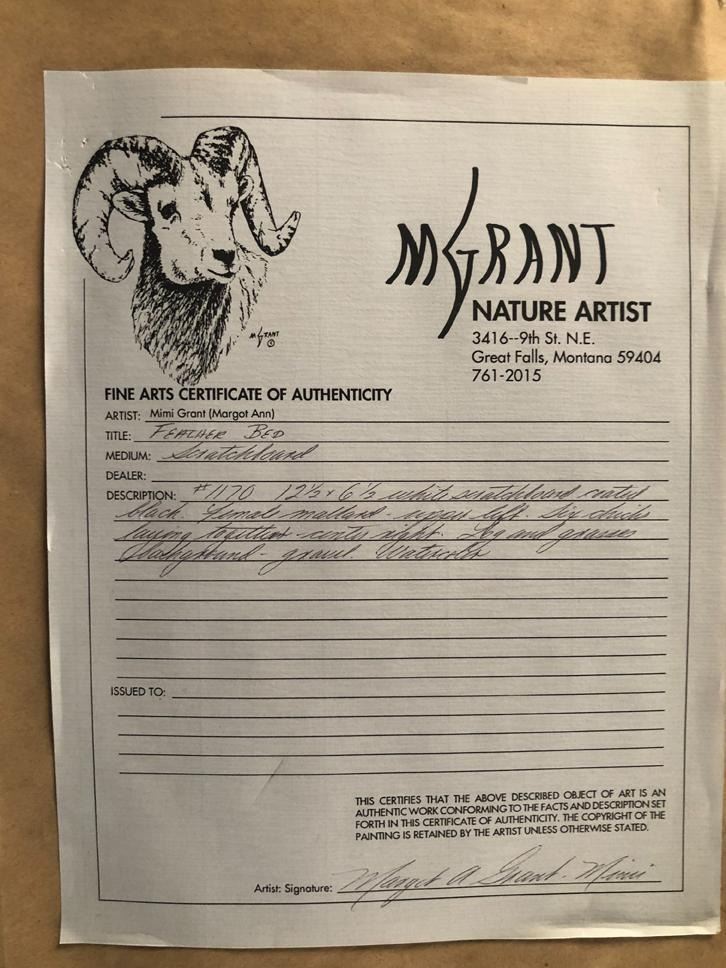 MGRANT
NATURE ARTIST
3416--9th St. N.E.
Great Falls, Montana 59404
761-2015
MGRANT
©
FINE ARTS CERTIFICATE OF AUTHENTICITY
ARTIST: Mimi Grant (Margot Ann)
TITLE: FEATHER BED
MEDIUM: Scratchboard
DEALER:
DESCRIPTION: #1170 12½ x 6½ white scratchboard coated
black. Female mallard - upper left. Six chicks
laying together - center right. Log and grasses
background - gravel. Watercolor
ISSUED TO:
THIS CERTIFIES THAT THE ABOVE DESCRIBED OBJECT OF ART IS AN
AUTHENTIC WORK CONFORMING TO THE FACTS AND DESCRIPTION SET
FORTH IN THIS CERTIFICATE OF AUTHENTICITY. THE COPYRIGHT OF THE
PAINTING IS RETAINED BY THE ARTIST UNLESS OTHERWISE STATED.
Artist: Signature: Margot A Grant - Mimi